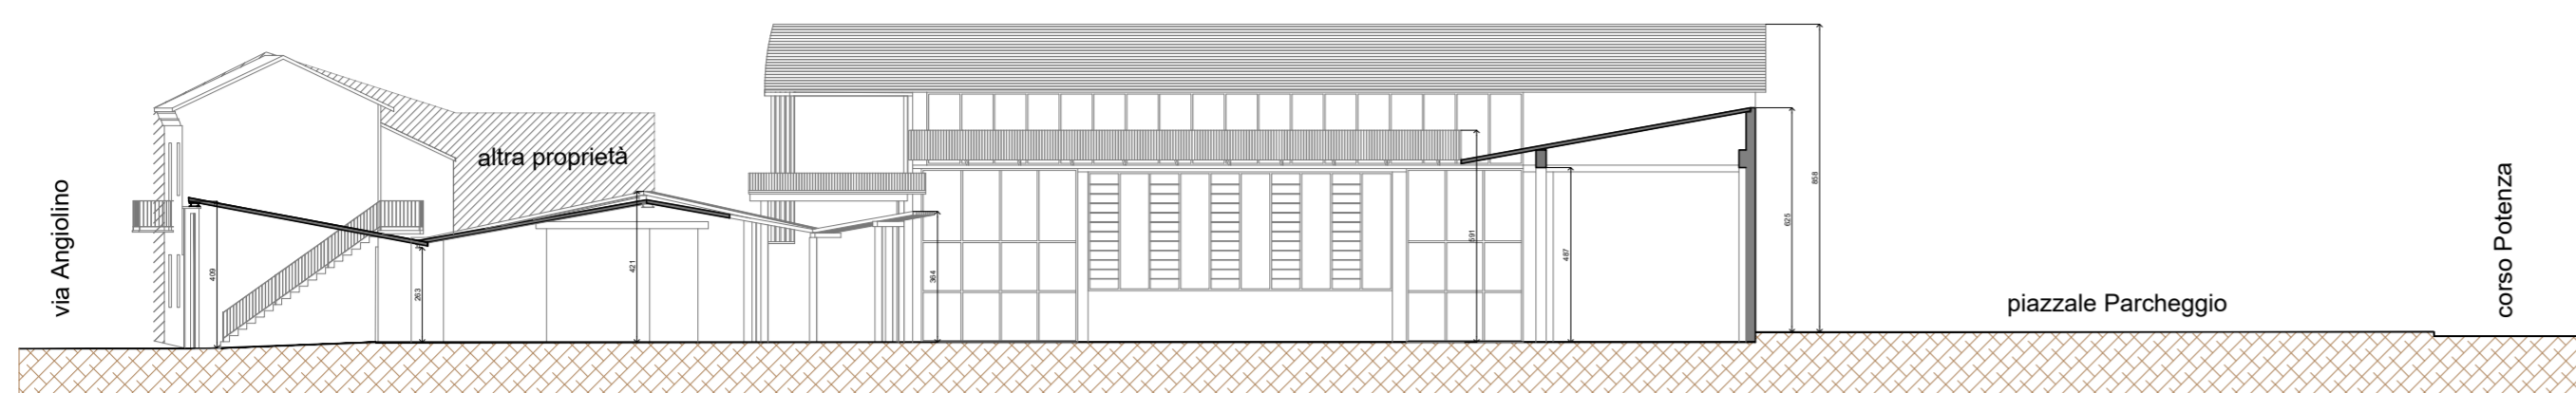 via Angiolino
altra proprietà
409
263
421
364
591
487
625
858
piazzale Parcheggio
corso Potenza